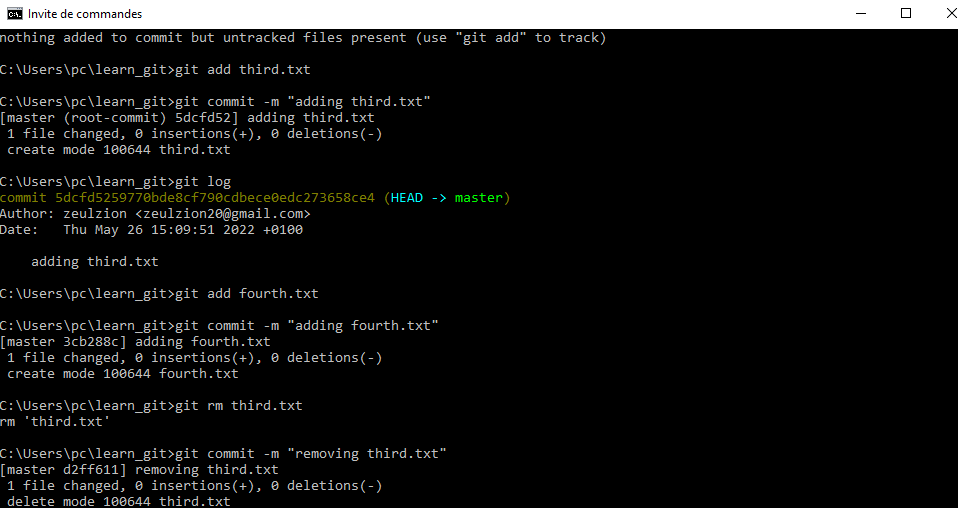 Invite de commandes
nothing added to commit but untracked files present (use "git add" to track)
C:\Users\pc\learn_git>git add third.txt
C:\Users\pc\learn_git>git commit -m "adding third.txt"
[master (root-commit) 5dcfd52] adding third.txt
 1 file changed, 0 insertions(+), 0 deletions(-)
 create mode 100644 third.txt
C:\Users\pc\learn_git>git log
commit 5dcfd5259770bde8cf790cdbece0edc273658ce4 (HEAD -> master)
Author: zeulzion <zeulzion20@gmail.com>
Date:   Thu May 26 15:09:51 2022 +0100
    adding third.txt
C:\Users\pc\learn_git>git add fourth.txt
C:\Users\pc\learn_git>git commit -m "adding fourth.txt"
[master 3cb288c] adding fourth.txt
 1 file changed, 0 insertions(+), 0 deletions(-)
 create mode 100644 fourth.txt
C:\Users\pc\learn_git>git rm third.txt
rm 'third.txt'
C:\Users\pc\learn_git>git commit -m "removing third.txt"
[master d2ff611] removing third.txt
 1 file changed, 0 insertions(+), 0 deletions(-)
 delete mode 100644 third.txt